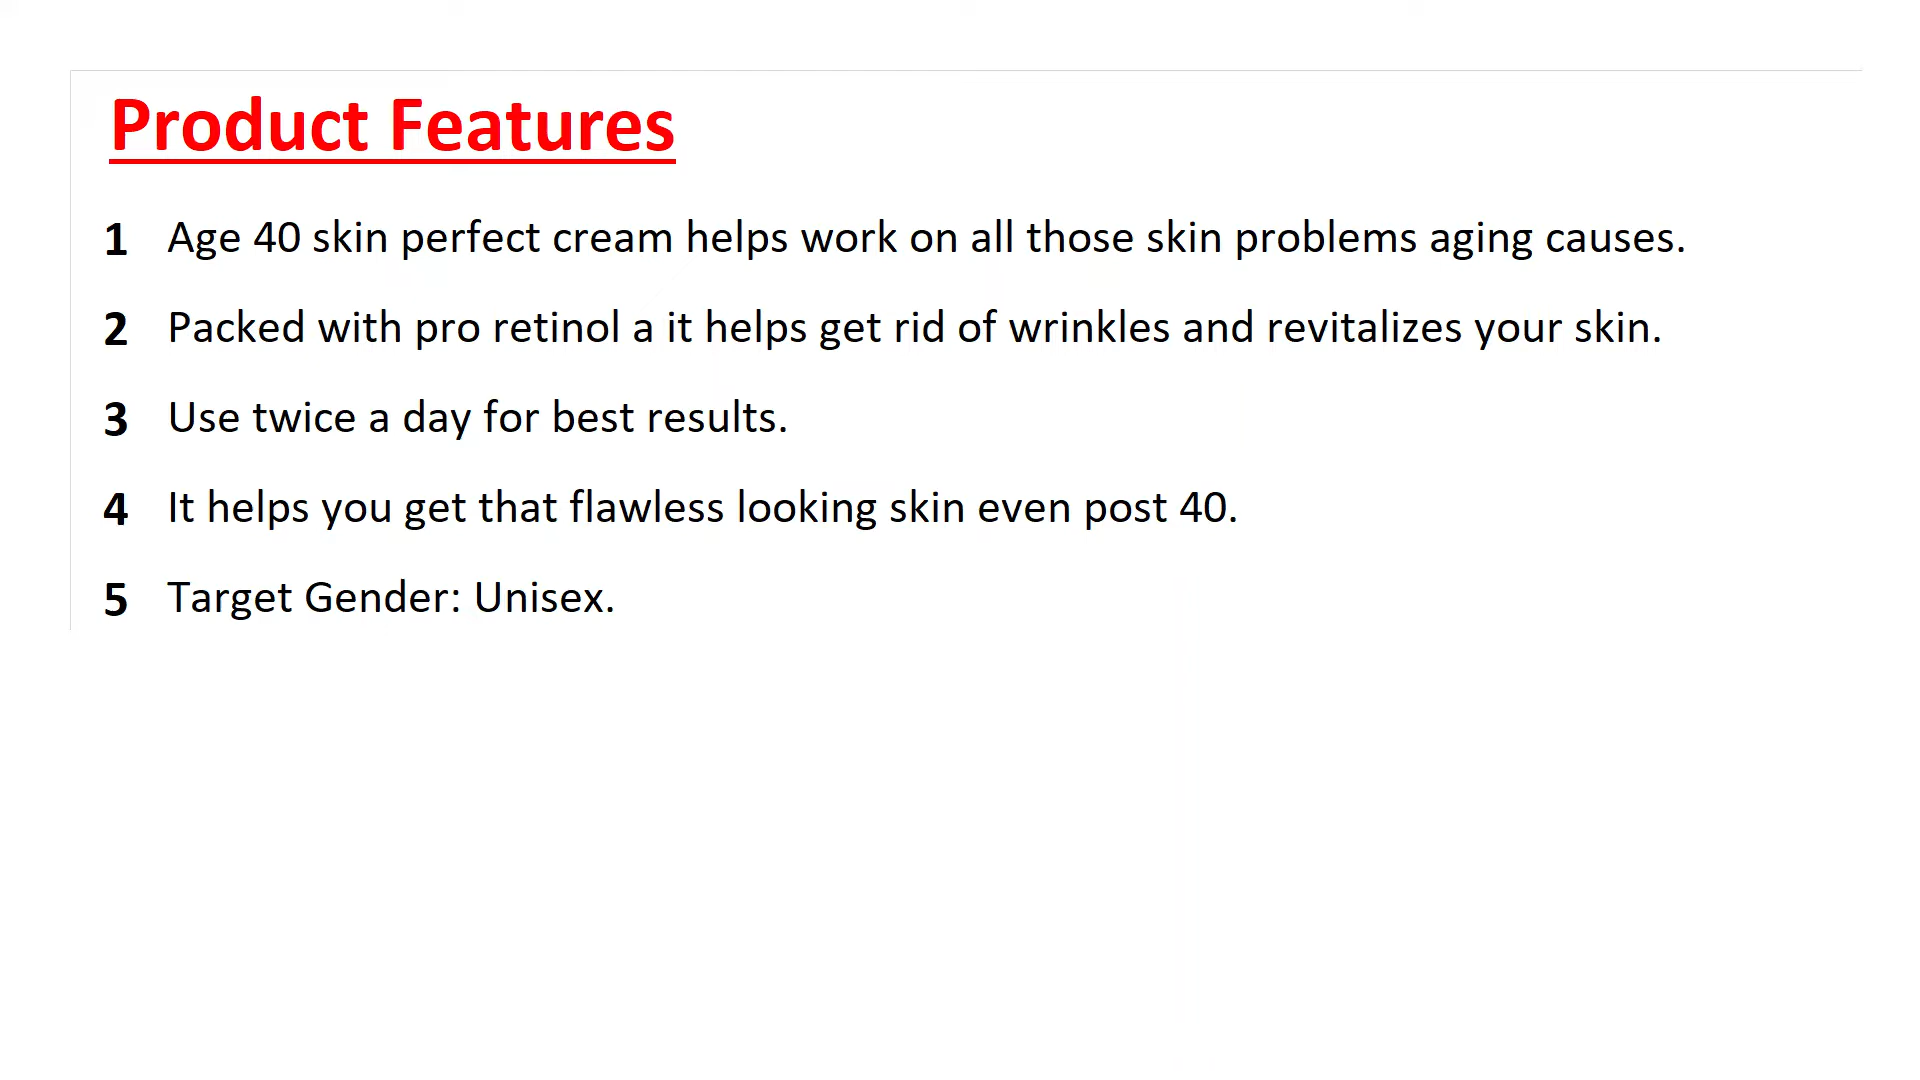 Product Features
1 Age 40 skin perfect cream helps work on all those skin problems aging causes.
2 Packed with pro retinol a it helps get rid of wrinkles and revitalizes your skin.
3 Use twice a day for best results.
4 It helps you get that flawless looking skin even post 40.
5 Target Gender: Unisex.